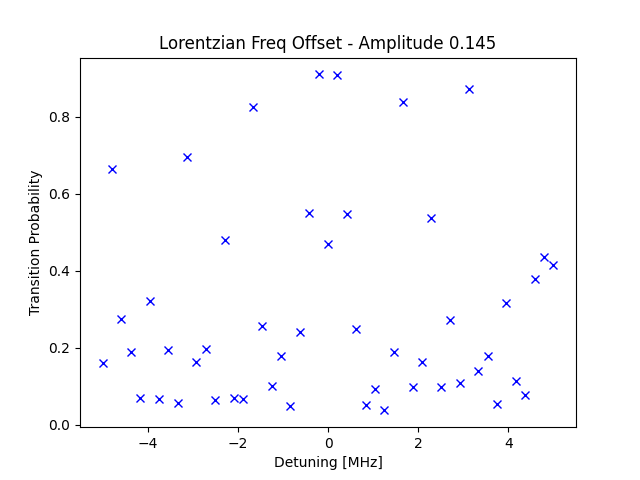 Lorentzian Freq Offset - Amplitude 0.145
Transition Probability
0.8
0.6
0.4
0.2
0.0
−4 −2 0 2 4
Detuning [MHz]